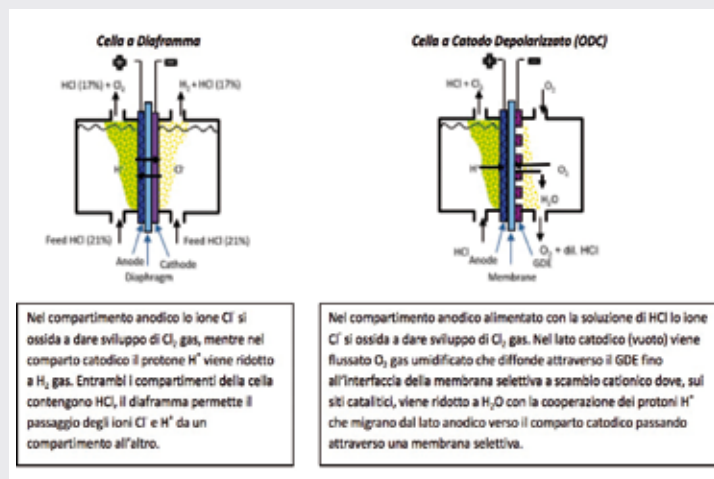 Cella a Diaframma
+
HCl (17%) + Cl₂
H₂ + HCl (17%)
H⁺
Cl⁻
Feed HCl (21%)
Feed HCl (21%)
Anode
Cathode
Diaphragm
Nel compartimento anodico lo ione Cl⁻ si
ossida a dare sviluppo di Cl₂ gas, mentre nel
comparto catodico il protone H⁺ viene ridotto
a H₂ gas. Entrambi i compartimenti della cella
contengono HCl, il diaframma permette il
passaggio degli ioni Cl⁻ e H⁺ da un
compartimento all'altro.
Cella a Catodo Depolarizzato (ODC)
+
HCl + Cl₂
O₂
H⁺
O₂
H₂O
HCl
O₂ + dil. HCl
Anode
GDE
Membrane
Nel compartimento anodico alimentato con la soluzione di HCl lo ione
Cl⁻ si ossida a dare sviluppo di Cl₂ gas. Nel lato catodico (vuoto) viene
flussato O₂ gas umidificato che diffonde attraverso il GDE fino
all'interfaccia della membrana selettiva a scambio cationico dove, sui
siti catalitici, viene ridotto a H₂O con la cooperazione dei protoni H⁺
che migrano dal lato anodico verso il comparto catodico passando
attraverso una membrana selettiva.